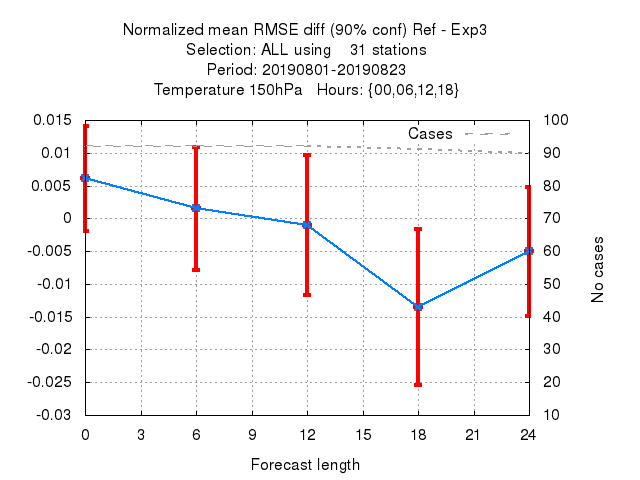 Normalized mean RMSE diff (90% conf) Ref - Exp3
Selection: ALL using    31 stations
Period: 20190801-20190823
Temperature 150hPa   Hours: {00,06,12,18}
0.015
0.01
0.005
0
-0.005
-0.01
-0.015
-0.02
-0.025
-0.03
Cases
100
90
80
70
60
50
40
30
20
10
No cases
0 3 6 9 12 15 18 21 24
Forecast length